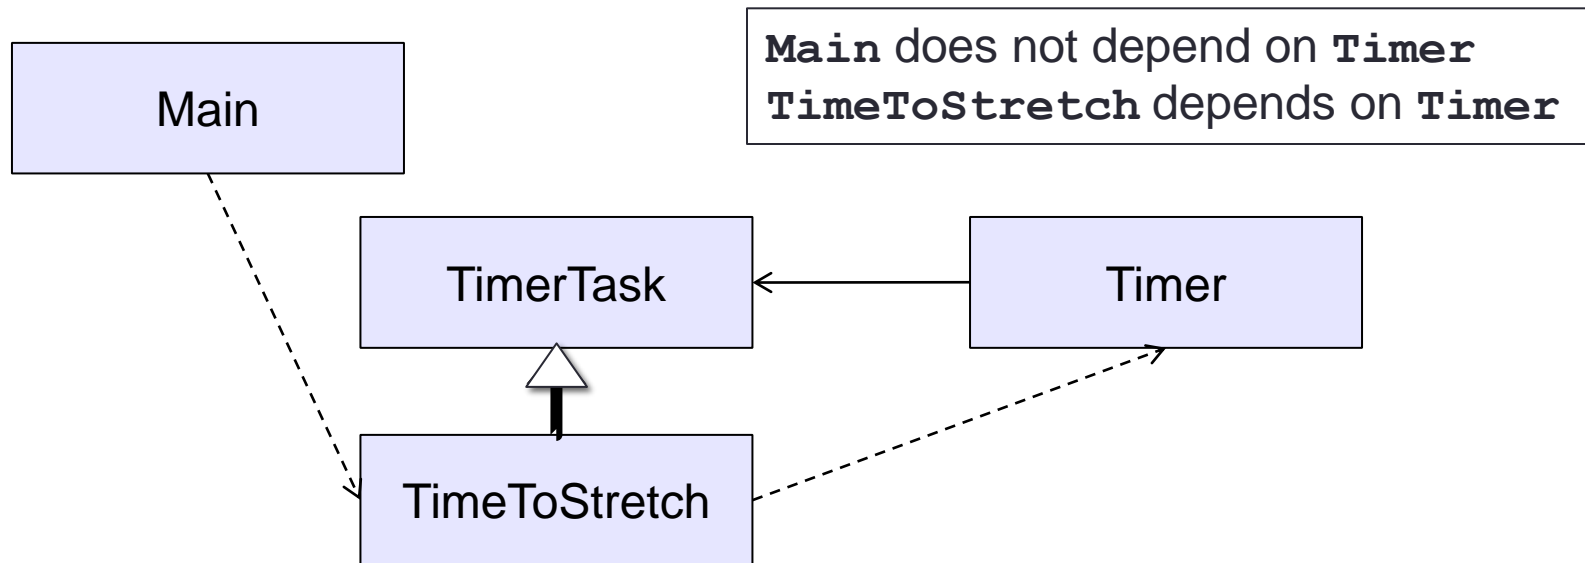 Main does not depend on Timer
TimeToStretch depends on Timer
Main
TimerTask
Timer
TimeToStretch